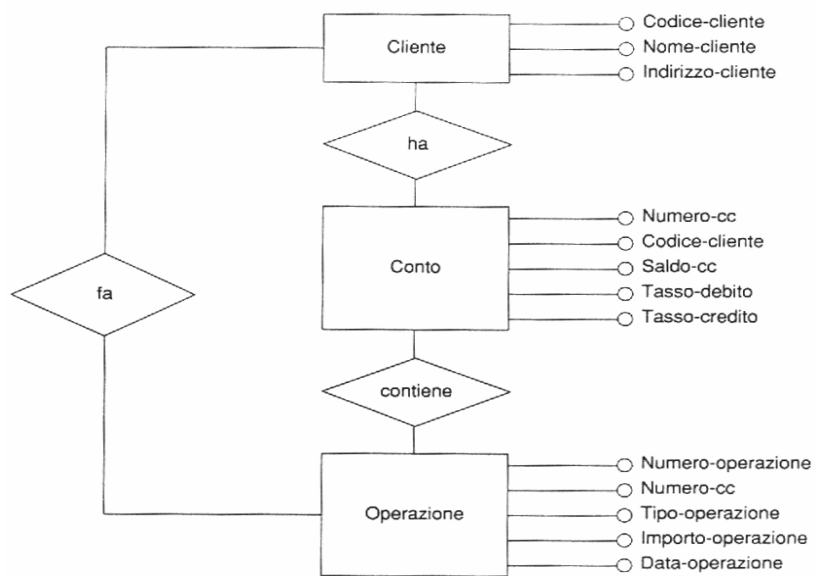 Cliente
Codice-cliente
Nome-cliente
Indirizzo-cliente
ha
Conto
Numero-cc
Codice-cliente
Saldo-cc
Tasso-debito
Tasso-credito
fa
contiene
Operazione
Numero-operazione
Numero-cc
Tipo-operazione
Importo-operazione
Data-operazione